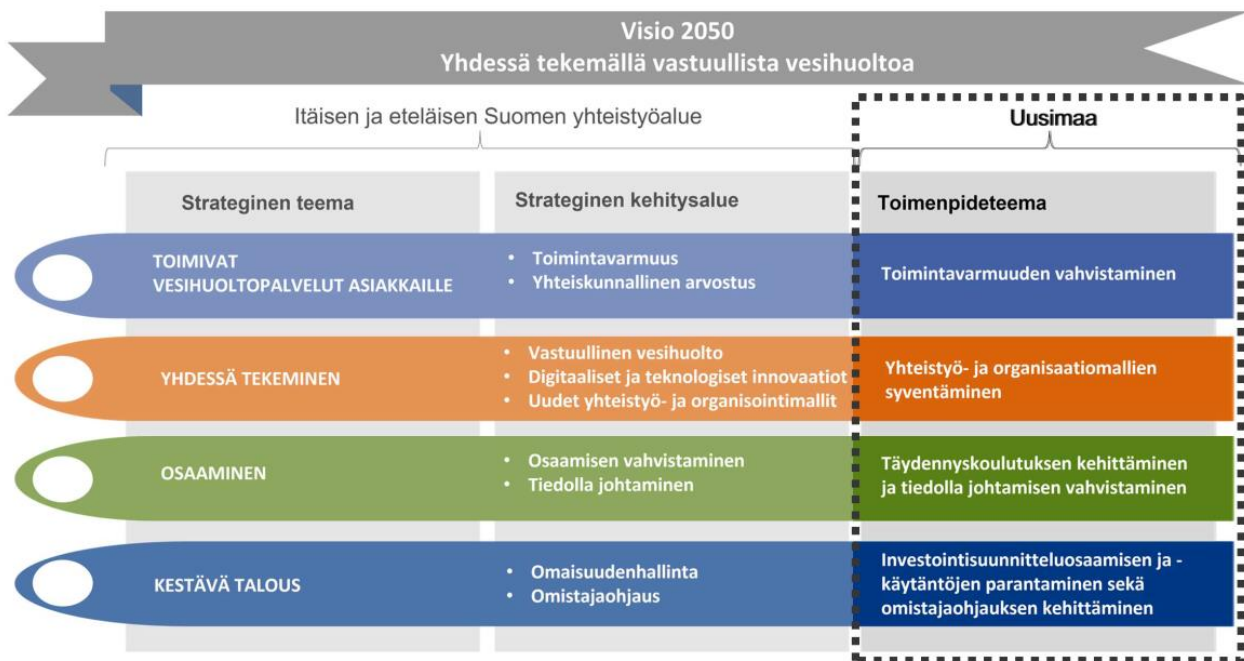 Visio 2050
Yhdessä tekemällä vastuullista vesihuoltoa
Itäisen ja eteläisen Suomen yhteistyöalue
Uusimaa
Strateginen teema
Strateginen kehitysalue
Toimenpideteema
TOIMIVAT
VESIHUOLTOPALVELUT ASIAKKAILLE
• Toimintavarmuus
• Yhteiskunnallinen arvostus
Toimintavarmuuden vahvistaminen
YHDESSÄ TEKEMINEN
• Vastuullinen vesihuolto
• Digitaaliset ja teknologiset innovaatiot
• Uudet yhteistyö- ja organisointimallit
Yhteistyö- ja organisaatiomallien
syventäminen
OSAAMINEN
• Osaamisen vahvistaminen
• Tiedolla johtaminen
Täydennyskoulutuksen kehittäminen
ja tiedolla johtamisen vahvistaminen
KESTÄVÄ TALOUS
• Omaisuudenhallinta
• Omistajaohjaus
Investointisuunnitteluosaamisen ja -
käytäntöjen parantaminen sekä
omistajaohjauksen kehittäminen